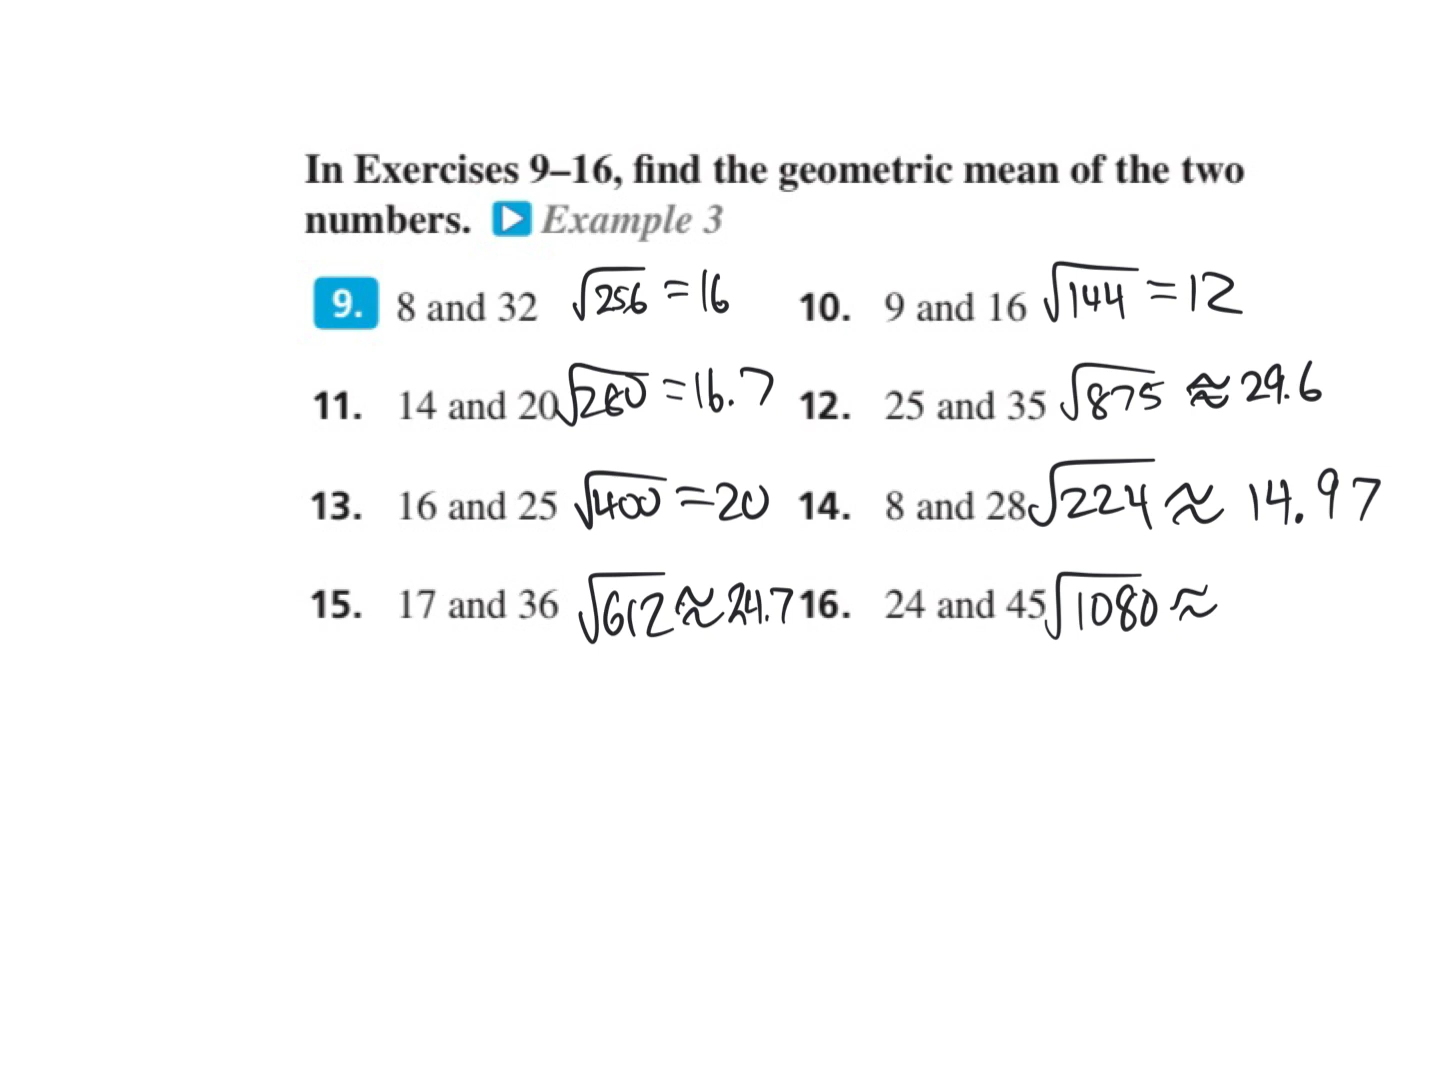 In Exercises 9–16, find the geometric mean of the two
numbers. Example 3
9. 8 and 32 √256 = 16 10. 9 and 16 √144 = 12
11. 14 and 20 √280 = 16.7 12. 25 and 35 √875 ≈ 29.6
13. 16 and 25 √400 = 20 14. 8 and 28 √224 ≈ 14.97
15. 17 and 36 √612 ≈ 24.7 16. 24 and 45 √1080 ≈